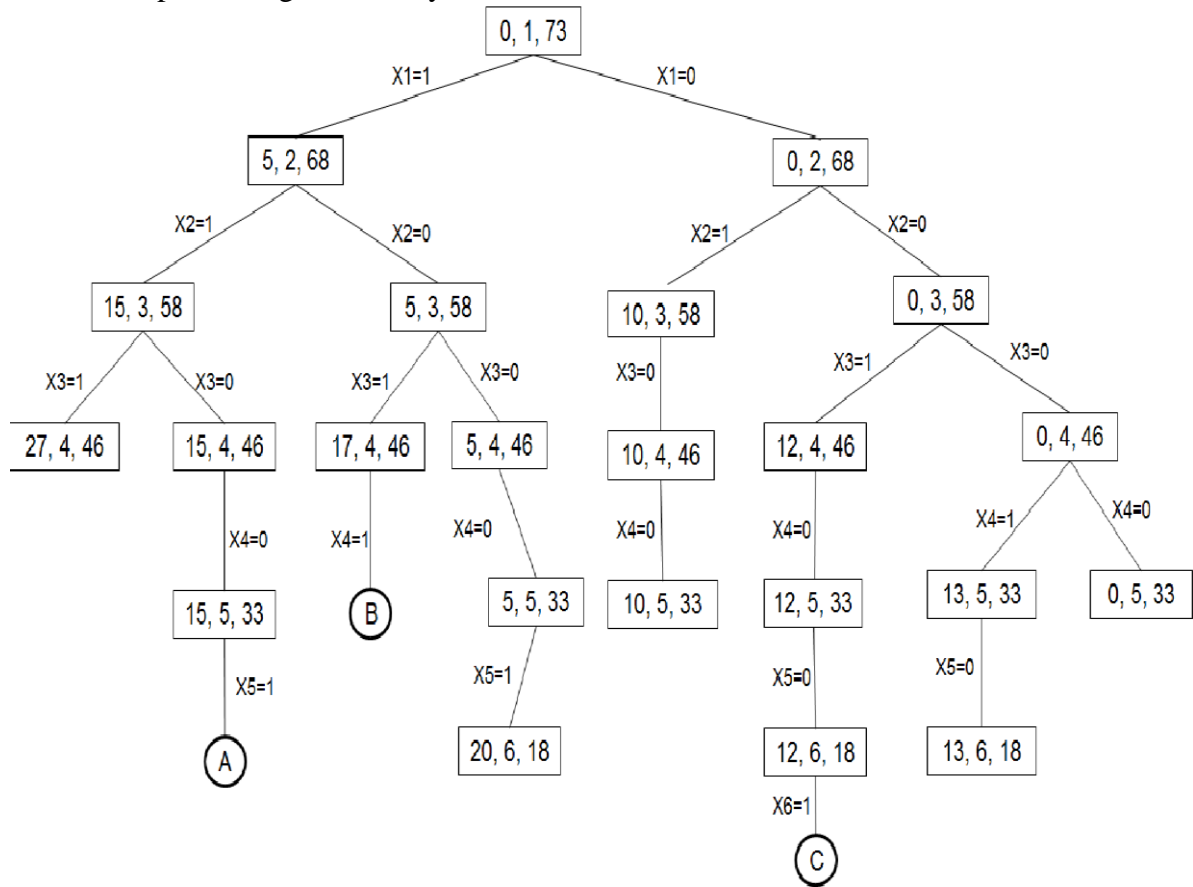 0, 1, 73
X1=1
X1=0
5, 2, 68
0, 2, 68
X2=1
X2=0
X2=1
X2=0
15, 3, 58
5, 3, 58
10, 3, 58
0, 3, 58
X3=1
X3=0
X3=1
X3=0
X3=0
X3=1
X3=0
27, 4, 46
15, 4, 46
17, 4, 46
5, 4, 46
10, 4, 46
12, 4, 46
0, 4, 46
X4=0
X4=1
X4=0
X4=0
X4=0
X4=1
X4=0
15, 5, 33
B
5, 5, 33
10, 5, 33
12, 5, 33
13, 5, 33
0, 5, 33
X5=1
X5=1
X5=0
X5=0
A
20, 6, 18
12, 6, 18
13, 6, 18
X6=1
C